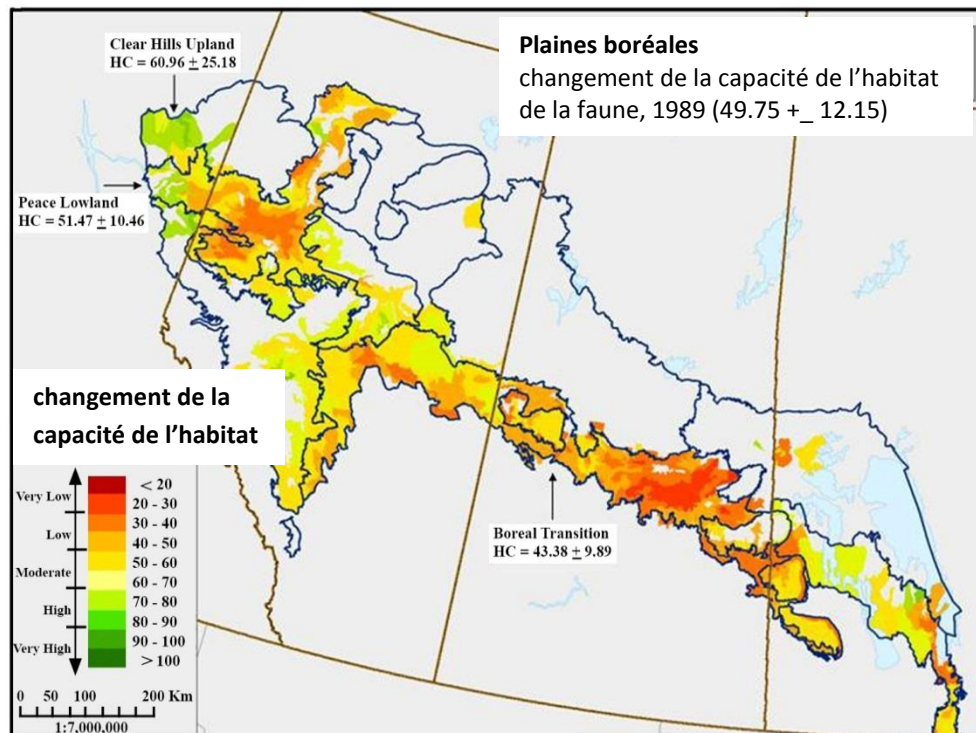 Clear Hills Upland
HC = 60.96 ± 25.18
Plaines boréales
changement de la capacité de l’habitat
de la faune, 1989 (49.75 +_ 12.15)
Peace Lowland
HC = 51.47 ± 10.46
changement de la
capacité de l’habitat
Very Low
Low
Moderate
High
Very High
< 20
20 - 30
30 - 40
40 - 50
50 - 60
60 - 70
70 - 80
80 - 90
90 - 100
> 100
Boreal Transition
HC = 43.38 ± 9.89
0 50 100 200 Km
1:7,000,000